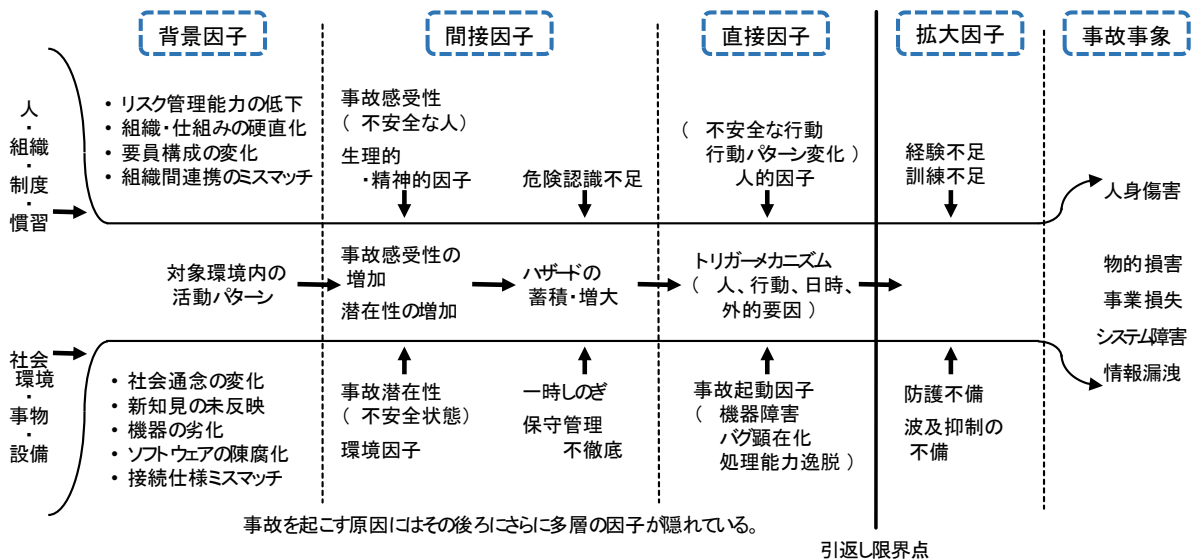 背景因子
間接因子
直接因子
拡大因子
事故事象
人
・
組織
・
制度
・
慣習
• リスク管理能力の低下
• 組織・仕組みの硬直化
• 要員構成の変化
• 組織間連携のミスマッチ
事故感受性
( 不安全な人)
生理的
・精神的因子
危険認識不足
( 不安全な行動
行動パターン変化 )
人的因子
経験不足
訓練不足
人身傷害
対象環境内の
活動パターン
事故感受性の
増加
潜在性の増加
ハザードの
蓄積・増大
トリガーメカニズム
( 人、行動、日時、
外的要因 )
物的損害
事業損失
システム障害
情報漏洩
社会
環境
・
事物
・
設備
• 社会通念の変化
• 新知見の未反映
• 機器の劣化
• ソフトウェアの陳腐化
• 接続仕様ミスマッチ
事故潜在性
( 不安全状態)
環境因子
一時しのぎ
保守管理
不徹底
事故起動因子
( 機器障害
バグ顕在化
処理能力逸脱 )
防護不備
波及抑制の
不備
事故を起こす原因にはその後ろにさらに多層の因子が隠れている。
引返し限界点